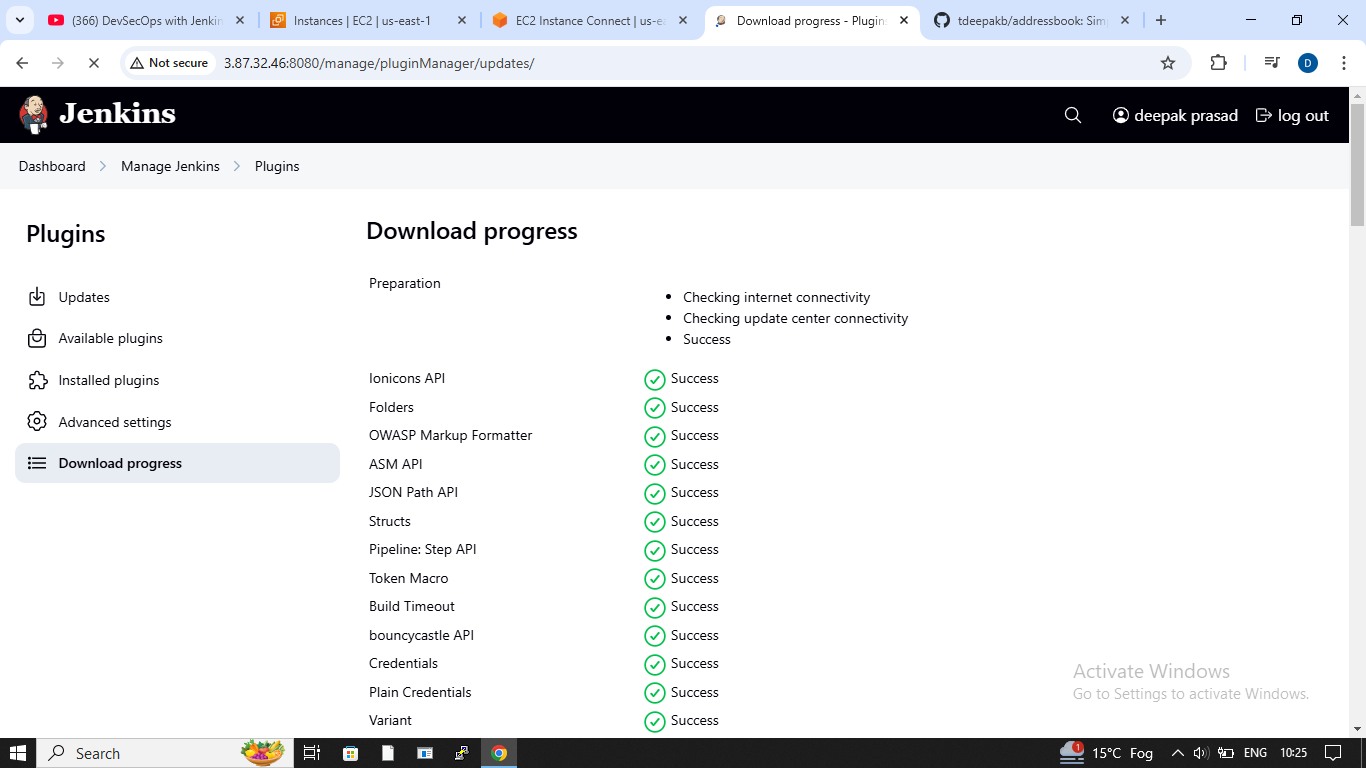 (366) DevSecOps with Jenkin
Instances | EC2 | us-east-1
EC2 Instance Connect | us-ea
Download progress - Plugin
tdeepakb/addressbook: Simp
Not secure
3.87.32.46:8080/manage/pluginManager/updates/
D
Jenkins
deepak prasad
log out
Dashboard
Manage Jenkins
Plugins
Plugins
Updates
Available plugins
Installed plugins
Advanced settings
Download progress
Download progress
Preparation
Checking internet connectivity
Checking update center connectivity
Success
Ionicons API Success
Folders Success
OWASP Markup Formatter Success
ASM API Success
JSON Path API Success
Structs Success
Pipeline: Step API Success
Token Macro Success
Build Timeout Success
bouncycastle API Success
Credentials Success
Plain Credentials Success
Variant Success
Activate Windows
Go to Settings to activate Windows.
Search
1
15°C Fog
ENG
10:25